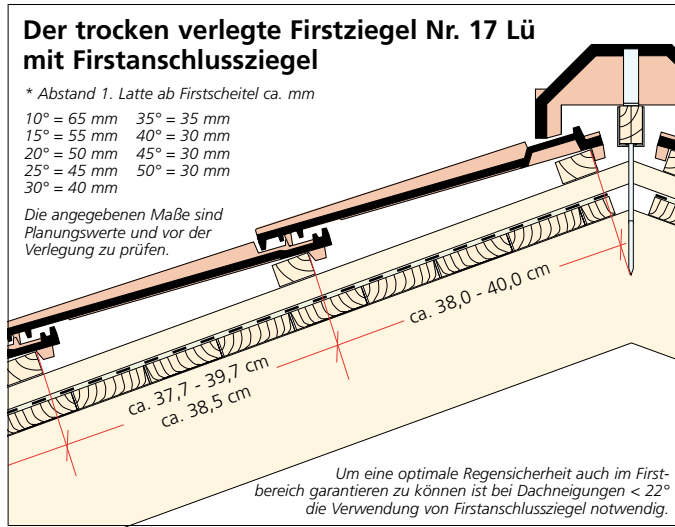 Der trocken verlegte Firstziegel Nr. 17 Lü
mit Firstanschlussziegel
* Abstand 1. Latte ab Firstscheitel ca. mm
10° = 65 mm 35° = 35 mm
15° = 55 mm 40° = 30 mm
20° = 50 mm 45° = 30 mm
25° = 45 mm 50° = 30 mm
30° = 40 mm
Die angegebenen Maße sind
Planungswerte und vor der
Verlegung zu prüfen.
ca. 38,0 - 40,0 cm
ca. 37,7 - 39,7 cm
ca. 38,5 cm
Um eine optimale Regensicherheit auch im First-
bereich garantieren zu können ist bei Dachneigungen < 22°
die Verwendung von Firstanschlussziegel notwendig.